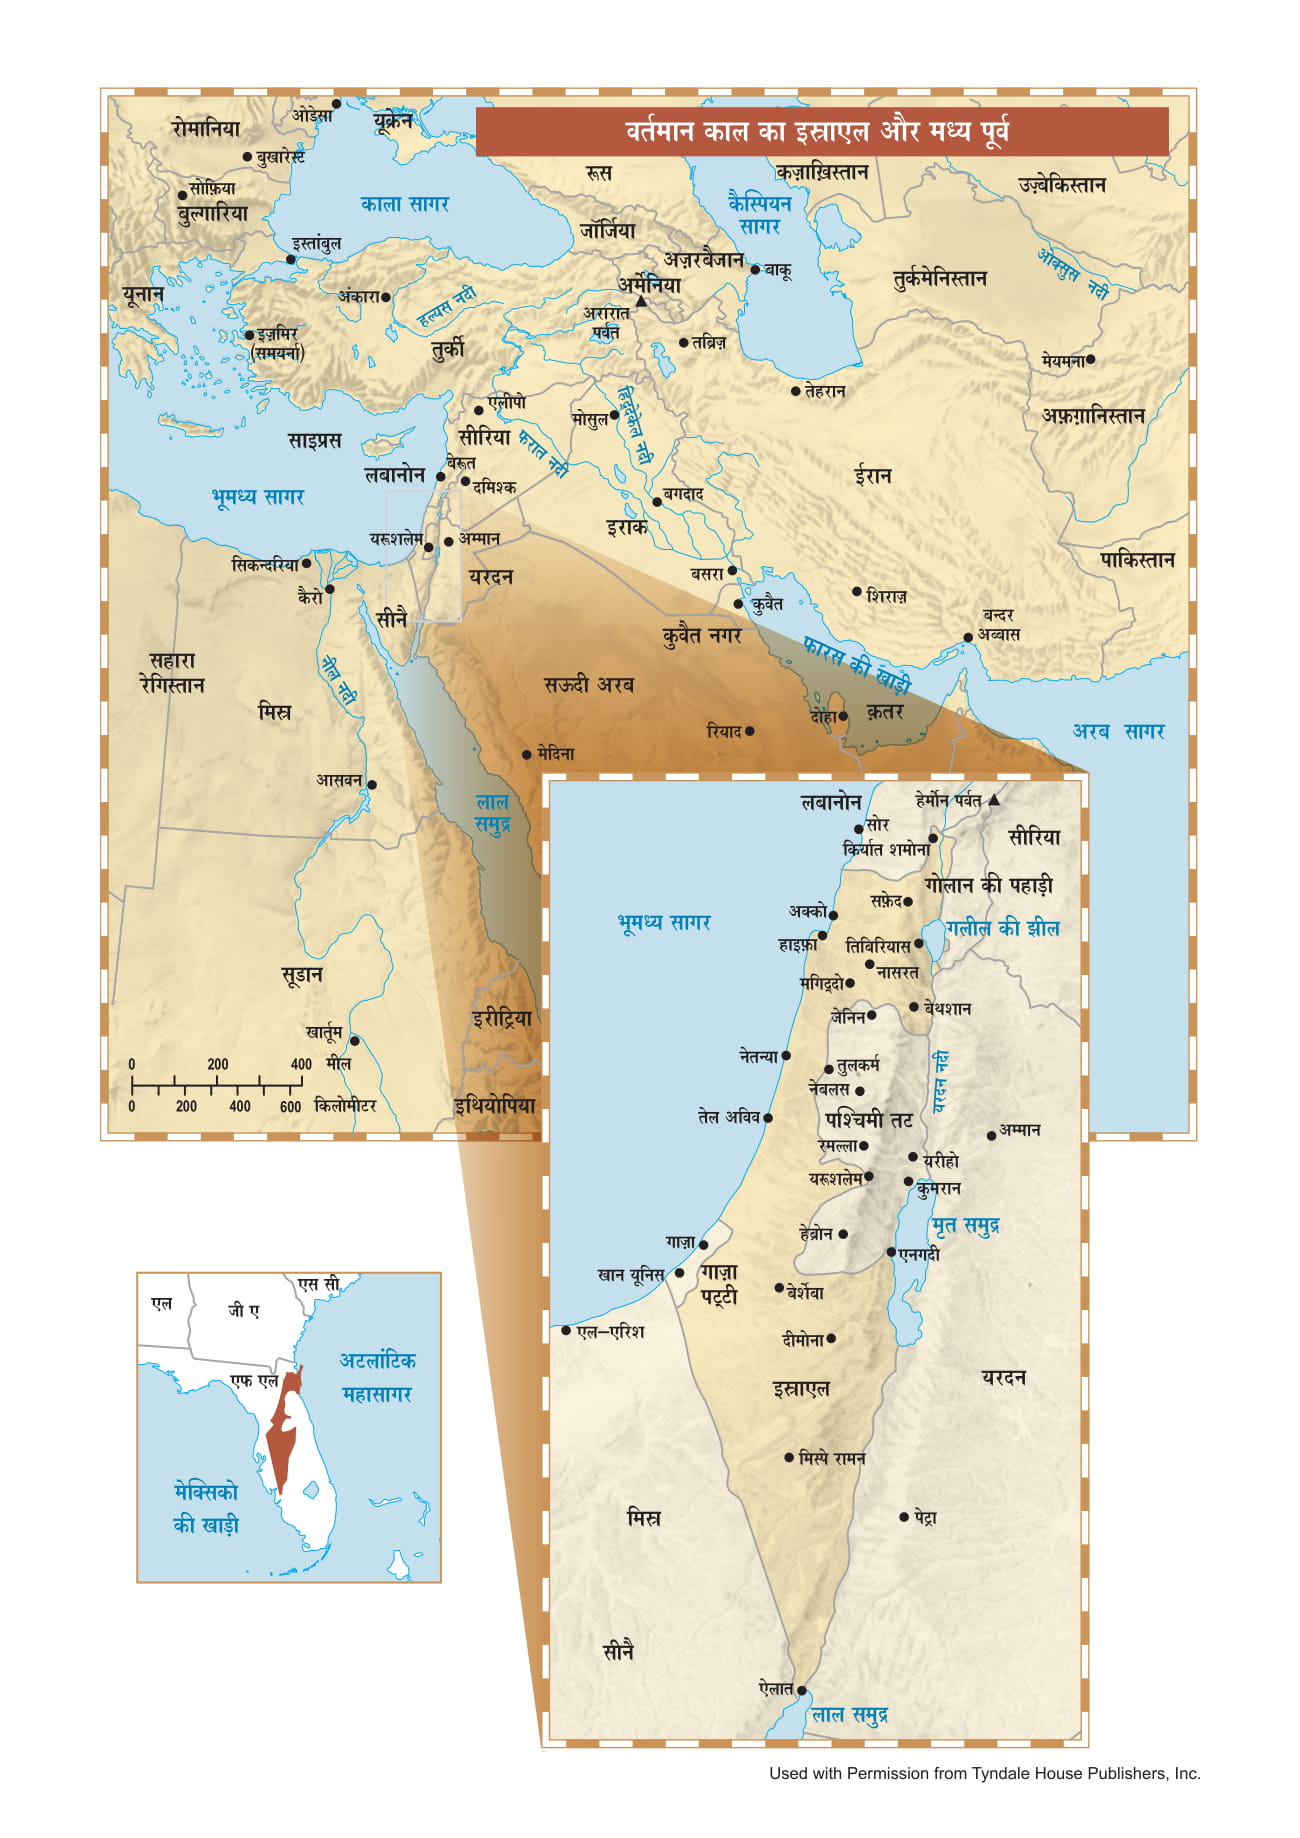 वर्तमान काल का इस्राएल और मध्य पूर्व
रोमानिया
ओडेसा
यूक्रेन
बुखारेस्ट
सोफ़िया
बुल्गारिया
काला सागर
रूस
कज़ाख़िस्तान
उज़्बेकिस्तान
कैस्पियन
सागर
जॉर्जिया
इस्तांबुल
अज़रबैजान
बाकू
तुर्कमेनिस्तान
ओक्सुस नदी
यूनान
अंकारा
हल्यस नदी
अर्मेनिया
अरारात
पर्वत
इज़मिर
(समयर्ना)
तुर्की
तब्रिज़
मेयमना
तेहरान
एलीपो
मोसुल
हिद्देकेल नदी
अफ़ग़ानिस्तान
साइप्रस
सीरिया
फरात नदी
लबानोन
बेरूत
दमिश्क
ईरान
भूमध्य सागर
बगदाद
इराक
यरूशलेम
अम्मान
सिकन्दरिया
यरदन
बसरा
पाकिस्तान
कैरो
कुवैत
शिराज़
सीनै
कुवैत नगर
बन्दर
अब्बास
फारस की खाड़ी
सहारा
रेगिस्तान
नील नदी
सऊदी अरब
मिस्र
दोहा
क़तर
रियाद
अरब सागर
मेदिना
आसवन
लाल
समुद्र
सूडान
इरीट्रिया
खार्तूम
0 200 400 मील
0 200 400 600 किलोमीटर
इथियोपिया
लबानोन
हेर्मोन पर्वत
सोर
किर्यात शमोना
सीरिया
गोलान की पहाड़ी
सफ़ेद
अक्को
भूमध्य सागर
गलील की झील
हाइफ़ा
तिबिरियास
नासरत
मगिद्दो
बेथशान
जेनिन
नेतन्या
तुलकर्म
यरदन नदी
नेबलस
तेल अविव
पश्चिमी तट
अम्मान
रमल्ला
यरीहो
यरूशलेम
कुमरान
मृत समुद्र
हेब्रोन
गाज़ा
एनगदी
खान यूनिस
गाज़ा
पट्टी
बेर्शेबा
एल–एरिश
दीमोना
यरदन
इस्राएल
मिस्पे रामन
मिस्र
पेट्रा
सीनै
ऐलात
लाल समुद्र
एस सी
एल
जी ए
एफ एल
अटलांटिक
महासागर
मेक्सिको
की खाड़ी
Used with Permission from Tyndale House Publishers, Inc.